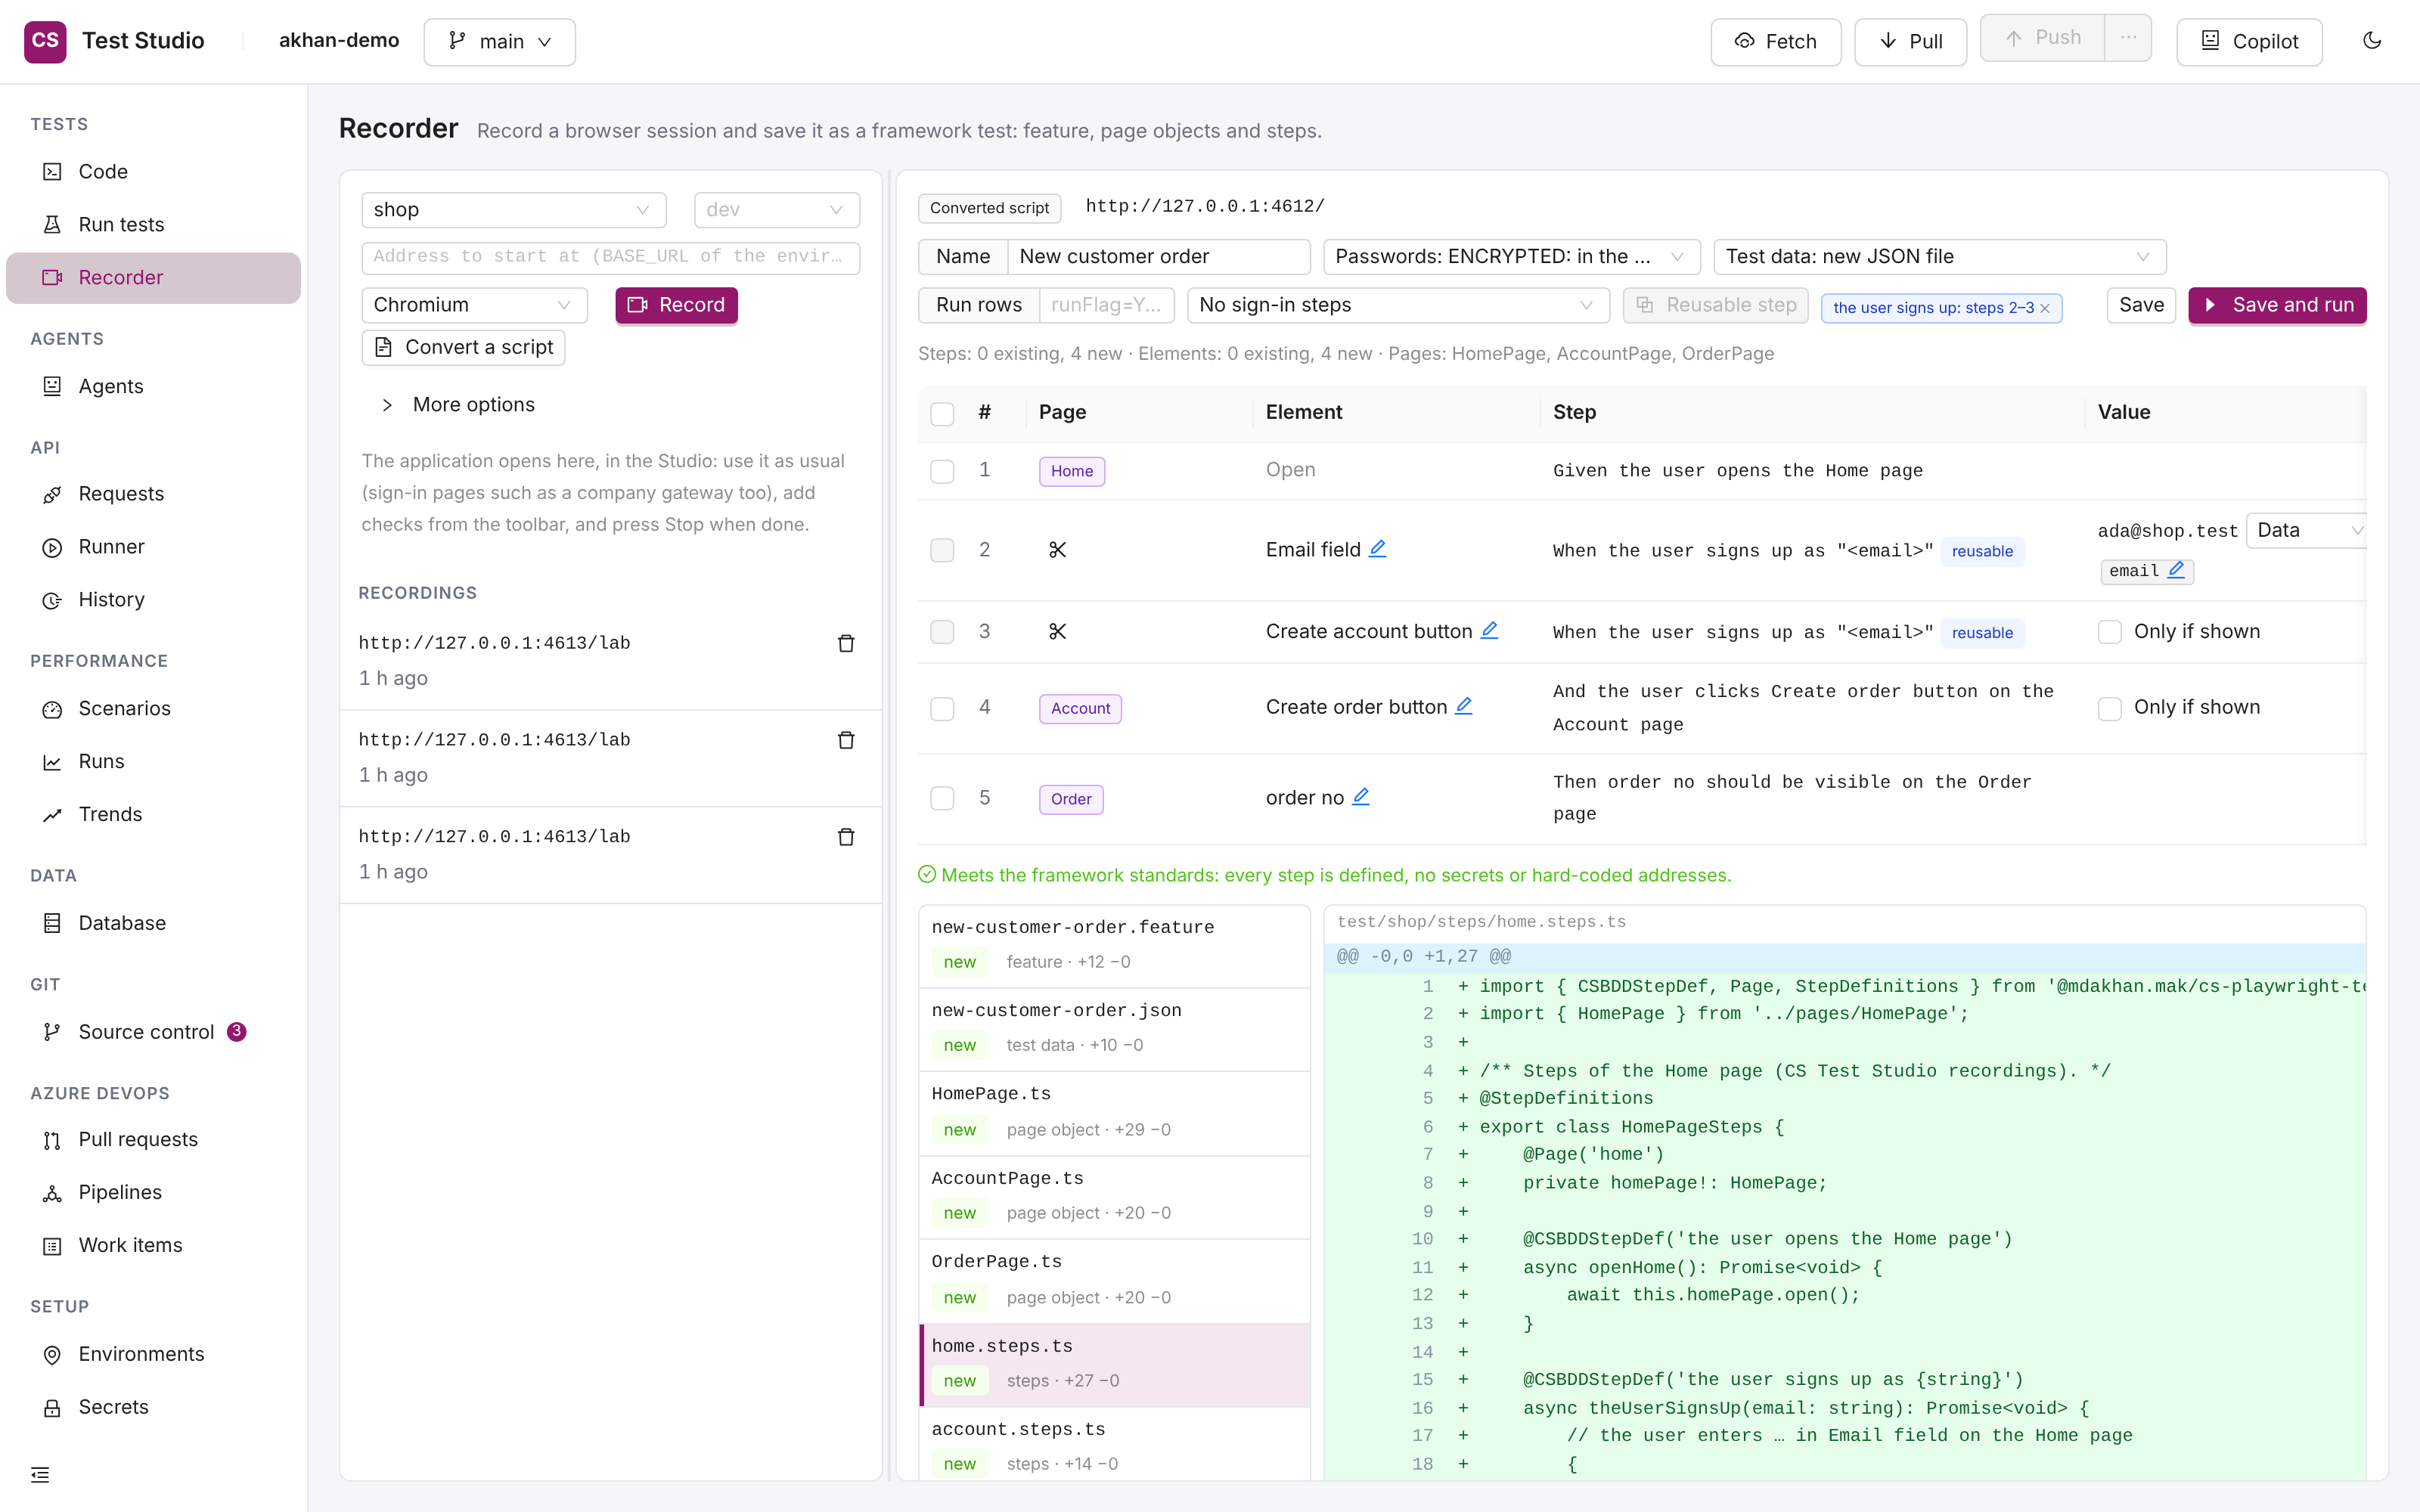 CS Test Studio akhan-demo main Fetch Pull Push ··· Copilot
TESTS
Code
Run tests
Recorder
AGENTS
Agents
API
Requests
Runner
History
PERFORMANCE
Scenarios
Runs
Trends
DATA
Database
GIT
Source control 3
AZURE DEVOPS
Pull requests
Pipelines
Work items
SETUP
Environments
Secrets
Recorder Record a browser session and save it as a framework test: feature, page objects and steps.
shop dev
Address to start at (BASE_URL of the envir…
Chromium Record
Convert a script
More options
The application opens here, in the Studio: use it as usual
(sign-in pages such as a company gateway too), add
checks from the toolbar, and press Stop when done.
RECORDINGS
http://127.0.0.1:4613/lab
1 h ago
http://127.0.0.1:4613/lab
1 h ago
http://127.0.0.1:4613/lab
1 h ago
Converted script http://127.0.0.1:4612/
Name New customer order Passwords: ENCRYPTED: in the ... Test data: new JSON file
Run rows runFlag=Y... No sign-in steps Reusable step the user signs up: steps 2–3 Save Save and run
Steps: 0 existing, 4 new · Elements: 0 existing, 4 new · Pages: HomePage, AccountPage, OrderPage
# Page Element Step Value
1 Home Open Given the user opens the Home page
2 Email field When the user signs up as "<email>" reusable ada@shop.test Data
email
3 Create account button When the user signs up as "<email>" reusable Only if shown
4 Account Create order button And the user clicks Create order button on the
Account page Only if shown
5 Order order no Then order no should be visible on the Order
page
Meets the framework standards: every step is defined, no secrets or hard-coded addresses.
new-customer-order.feature
new feature · +12 −0
new-customer-order.json
new test data · +10 −0
HomePage.ts
new page object · +29 −0
AccountPage.ts
new page object · +20 −0
OrderPage.ts
new page object · +20 −0
home.steps.ts
new steps · +27 −0
account.steps.ts
new steps · +14 −0
test/shop/steps/home.steps.ts
@@ -0,0 +1,27 @@
1 + import { CSBDDStepDef, Page, StepDefinitions } from '@mdakhan.mak/cs-playwright-te
2 + import { HomePage } from '../pages/HomePage';
3 +
4 + /** Steps of the Home page (CS Test Studio recordings). */
5 + @StepDefinitions
6 + export class HomePageSteps {
7 + @Page('home')
8 + private homePage!: HomePage;
9 +
10 + @CSBDDStepDef('the user opens the Home page')
11 + async openHome(): Promise<void> {
12 + await this.homePage.open();
13 + }
14 +
15 + @CSBDDStepDef('the user signs up as {string}')
16 + async theUserSignsUp(email: string): Promise<void> {
17 + // the user enters … in Email field on the Home page
18 + {